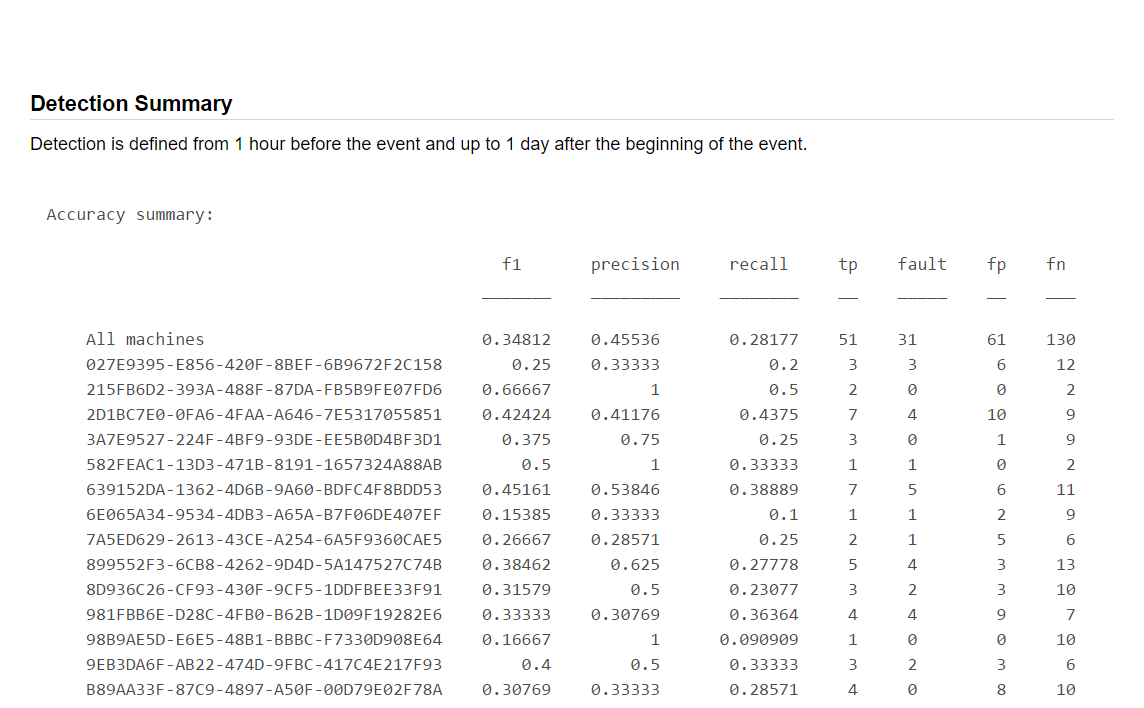 Detection Summary
Detection is defined from 1 hour before the event and up to 1 day after the beginning of the event.
Accuracy summary:
f1 precision recall tp fault fp fn
All machines 0.34812 0.45536 0.28177 51 31 61 130
027E9395-E856-420F-8BEF-6B9672F2C158 0.25 0.33333 0.2 3 3 6 12
215FB6D2-393A-488F-87DA-FB5B9FE07FD6 0.66667 1 0.5 2 0 0 2
2D1BC7E0-0FA6-4FAA-A646-7E5317055851 0.42424 0.41176 0.4375 7 4 10 9
3A7E9527-224F-4BF9-93DE-EE5B0D4BF3D1 0.375 0.75 0.25 3 0 1 9
582FEAC1-13D3-471B-8191-1657324A88AB 0.5 1 0.33333 1 1 0 2
639152DA-1362-4D6B-9A60-BDFC4F8BDD53 0.45161 0.53846 0.38889 7 5 6 11
6E065A34-9534-4DB3-A65A-B7F06DE407EF 0.15385 0.33333 0.1 1 1 2 9
7A5ED629-2613-43CE-A254-6A5F9360CAE5 0.26667 0.28571 0.25 2 1 5 6
899552F3-6CB8-4262-9D4D-5A147527C74B 0.38462 0.625 0.27778 5 4 3 13
8D936C26-CF93-430F-9CF5-1DDFBEE33F91 0.31579 0.5 0.23077 3 2 3 10
981FBB6E-D28C-4FB0-B62B-1D09F19282E6 0.33333 0.30769 0.36364 4 4 9 7
98B9AE5D-E6E5-48B1-BBBC-F7330D908E64 0.16667 1 0.090909 1 0 0 10
9EB3DA6F-AB22-474D-9FBC-417C4E217F93 0.4 0.5 0.33333 3 2 3 6
B89AA33F-87C9-4897-A50F-00D79E02F78A 0.30769 0.33333 0.28571 4 0 8 10